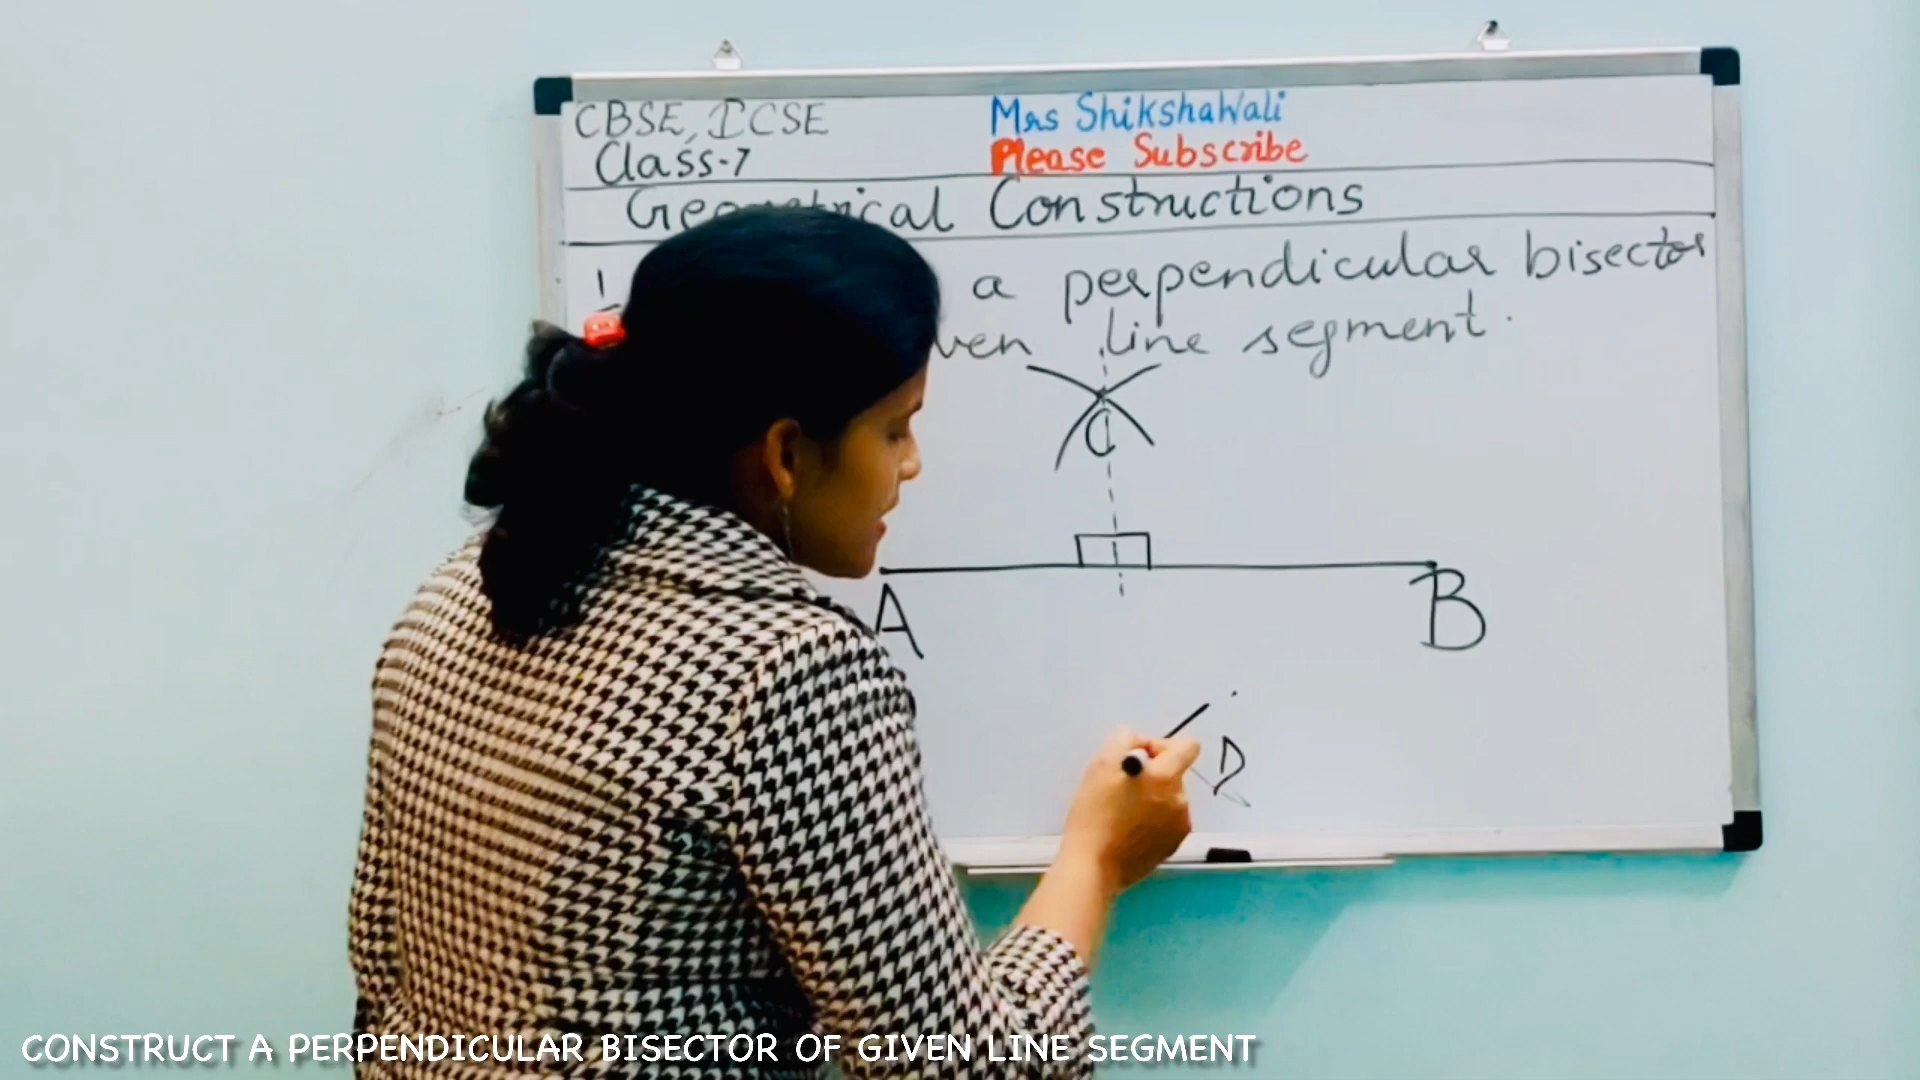 CBSE, ICSE
Class-7
Mrs ShikshaWali
Please Subscribe
Geometrical Constructions
1 a perpendicular bisector
ven line segment.
C
A
B
D
CONSTRUCT A PERPENDICULAR BISECTOR OF GIVEN LINE SEGMENT